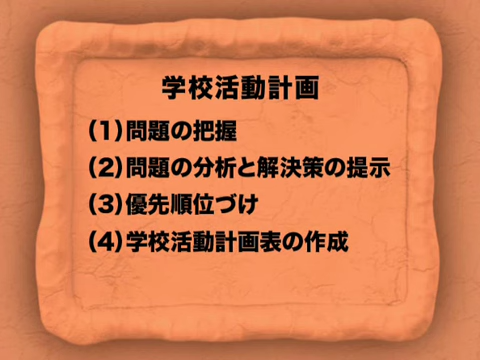 学校活動計画
(1)問題の把握
(2)問題の分析と解決策の提示
(3)優先順位づけ
(4)学校活動計画表の作成